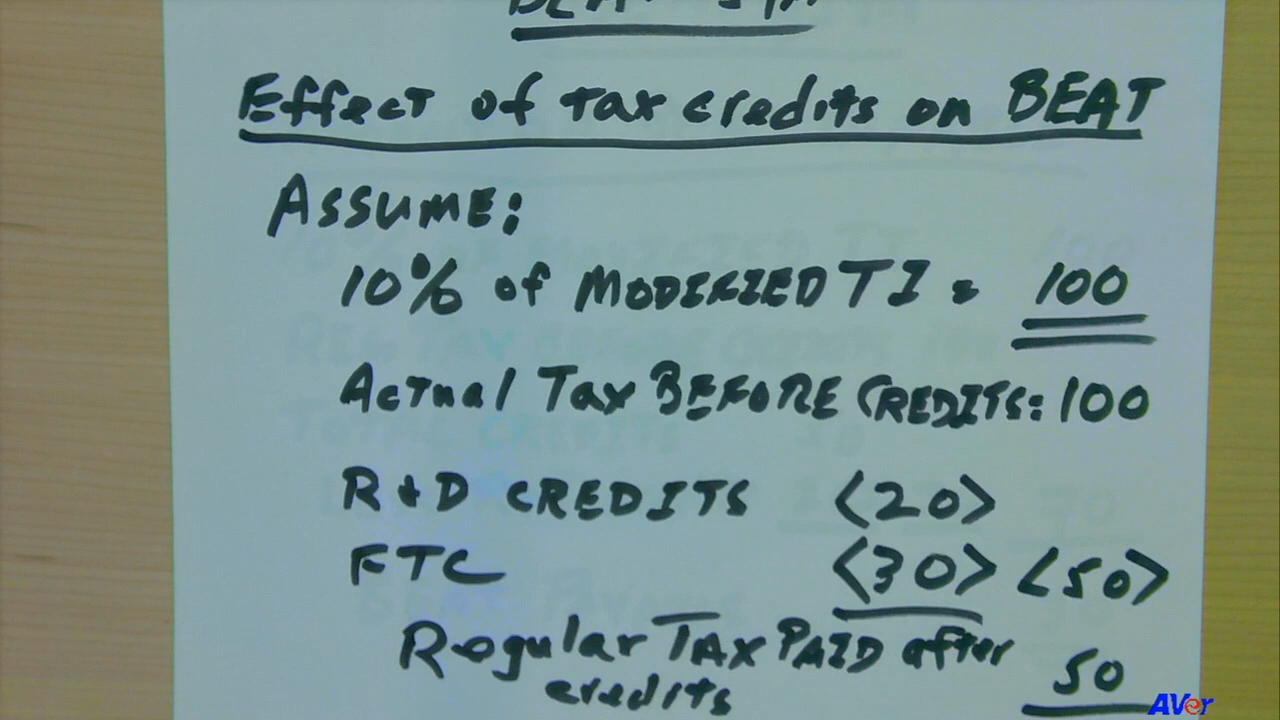 Effect of tax credits on BEAT
ASSUME:
10% of MODIFIED TI = 100
Actual Tax BEFORE CREDITS: 100
R+D CREDITS <20>
FTC <30> <50>
Regular TAX PAID after
credits 50
AVer